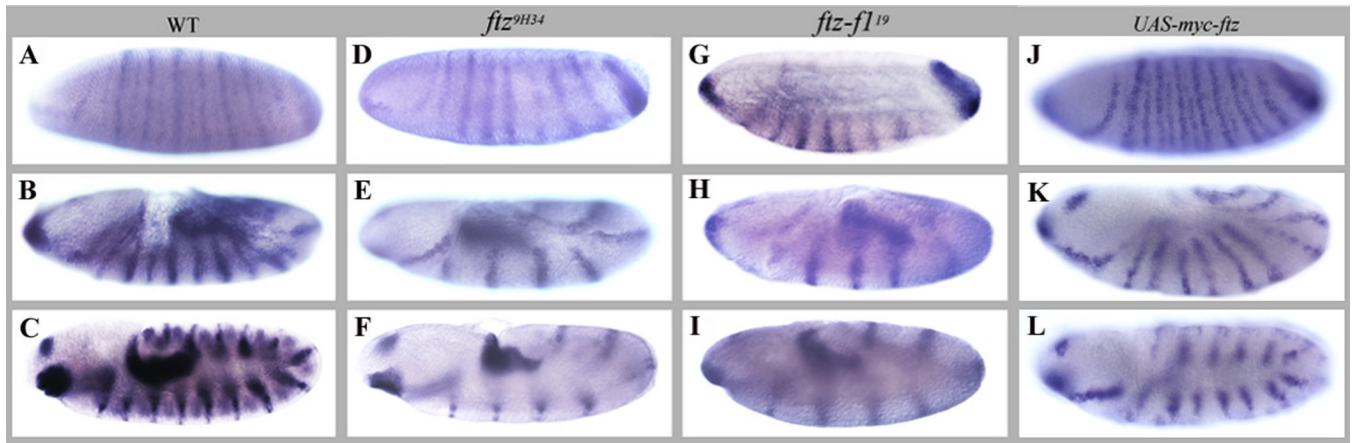 WT ftz9H34 ftz-f119 UAS-myc-ftz
A D G J
B E H K
C F I L